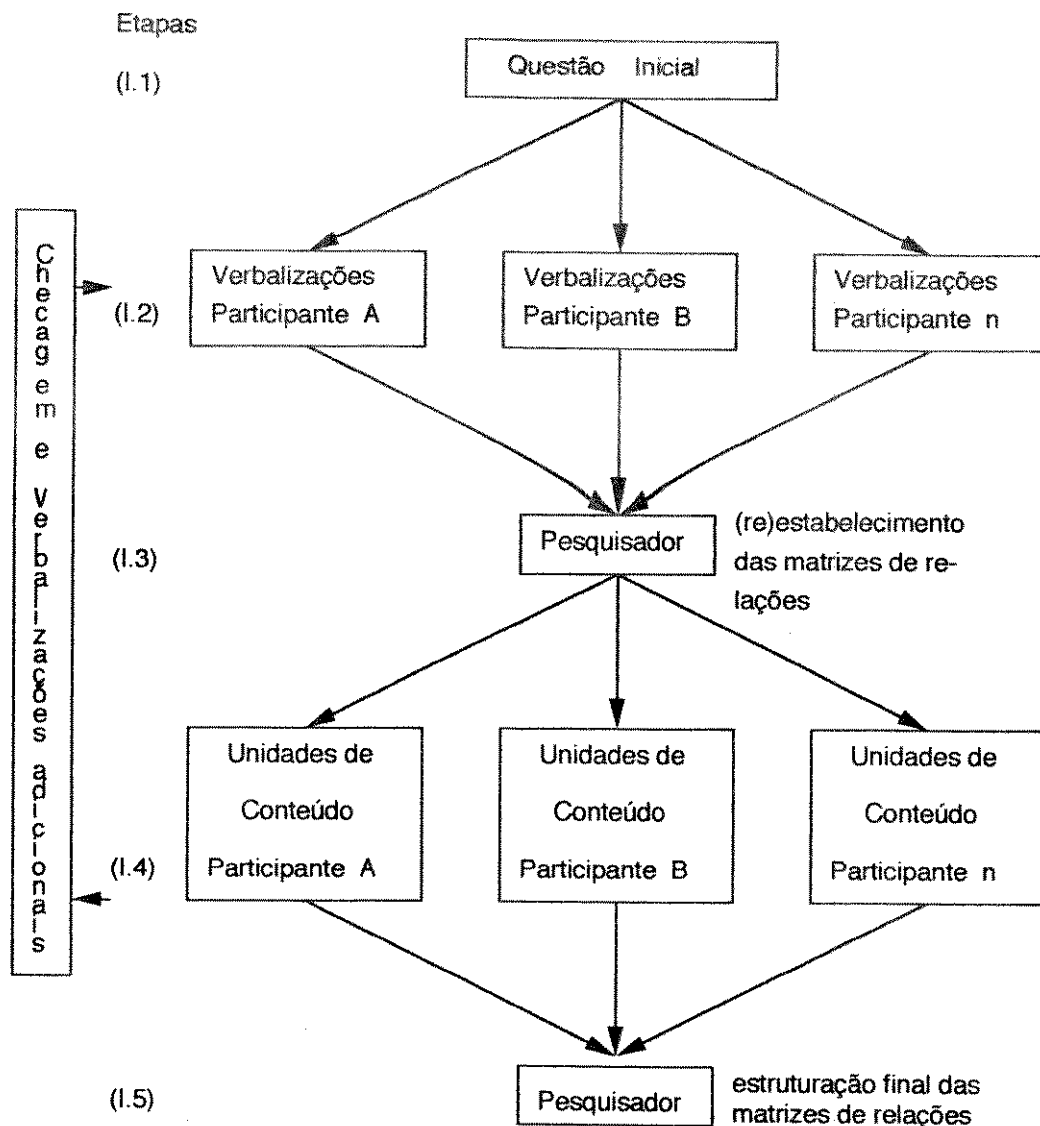 Etapas
(I.1)
Questão Inicial
Checagem e verbalizações adicionais
(I.2)
Verbalizações
Participante A
Verbalizações
Participante B
Verbalizações
Participante n
(I.3)
Pesquisador
(re)estabelecimento
das matrizes de re-
lações
(I.4)
Unidades de
Conteúdo
Participante A
Unidades de
Conteúdo
Participante B
Unidades de
Conteúdo
Participante n
(I.5)
Pesquisador
estruturação final das
matrizes de relações